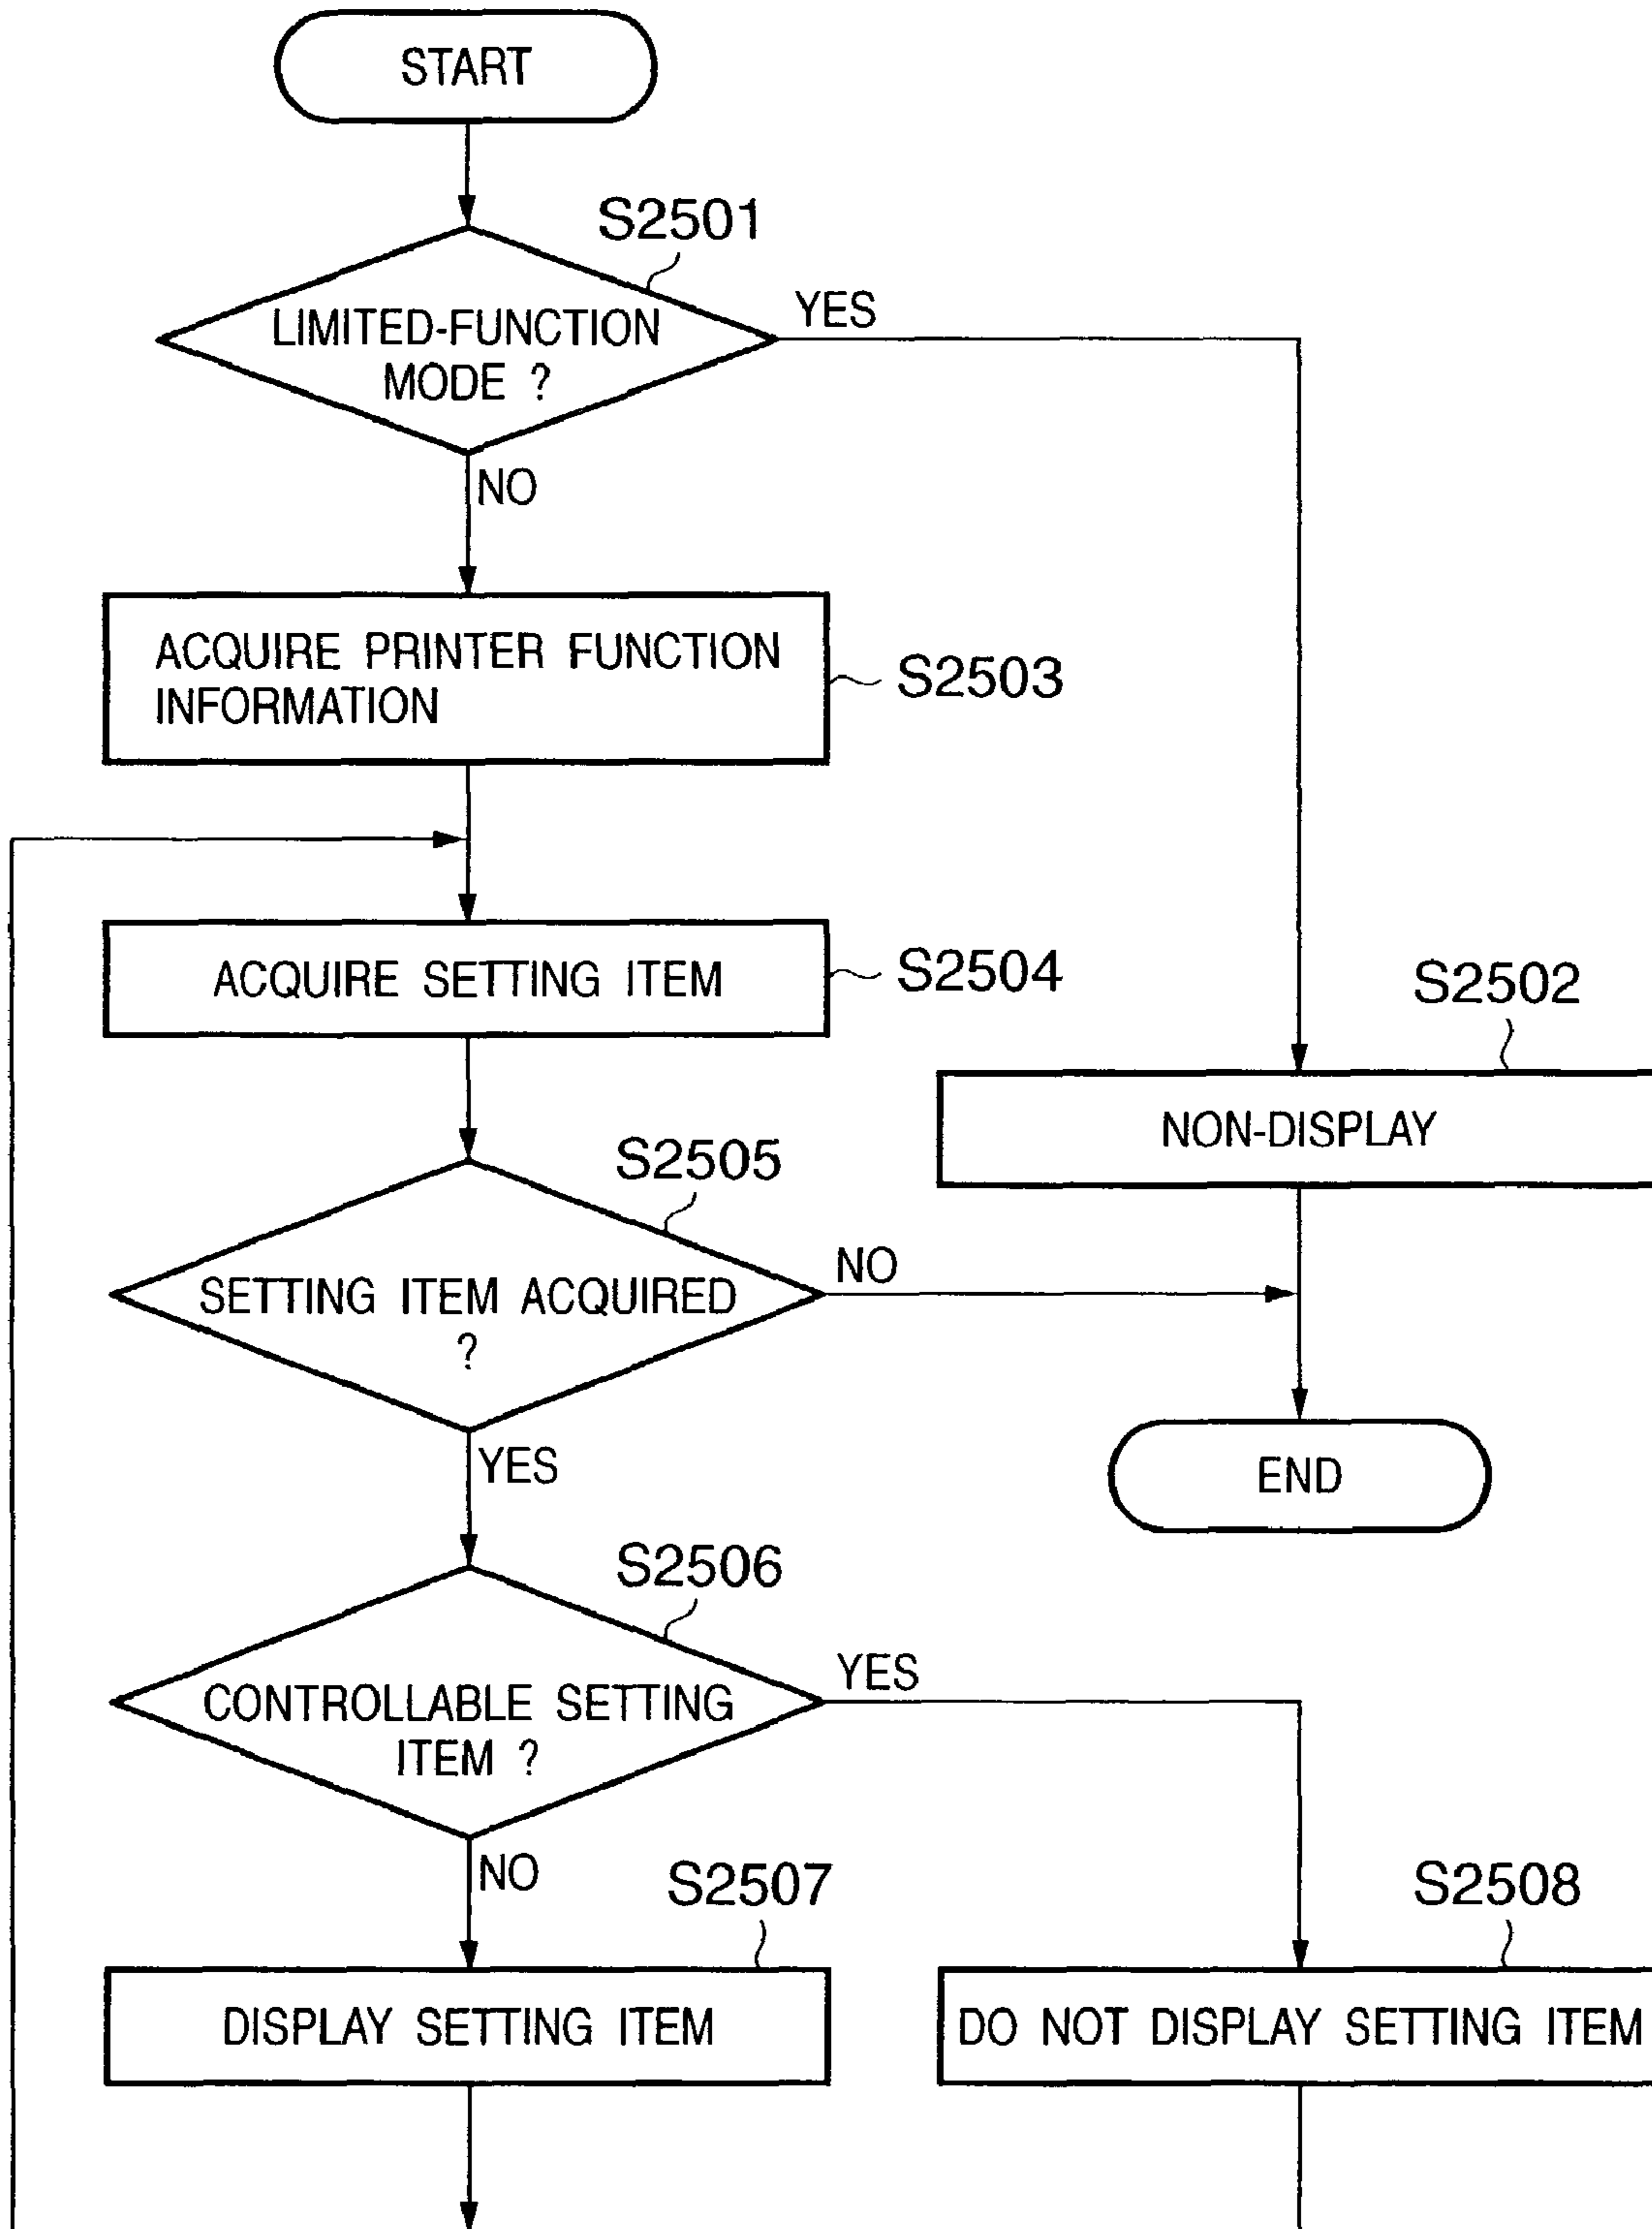 START
S2501
LIMITED-FUNCTION
MODE ?
YES
NO
ACQUIRE PRINTER FUNCTION
INFORMATION
S2503
ACQUIRE SETTING ITEM
S2504
S2502
NON-DISPLAY
S2505
SETTING ITEM ACQUIRED
?
NO
YES
END
S2506
CONTROLLABLE SETTING
ITEM ?
YES
NO
S2507
DISPLAY SETTING ITEM
S2508
DO NOT DISPLAY SETTING ITEM